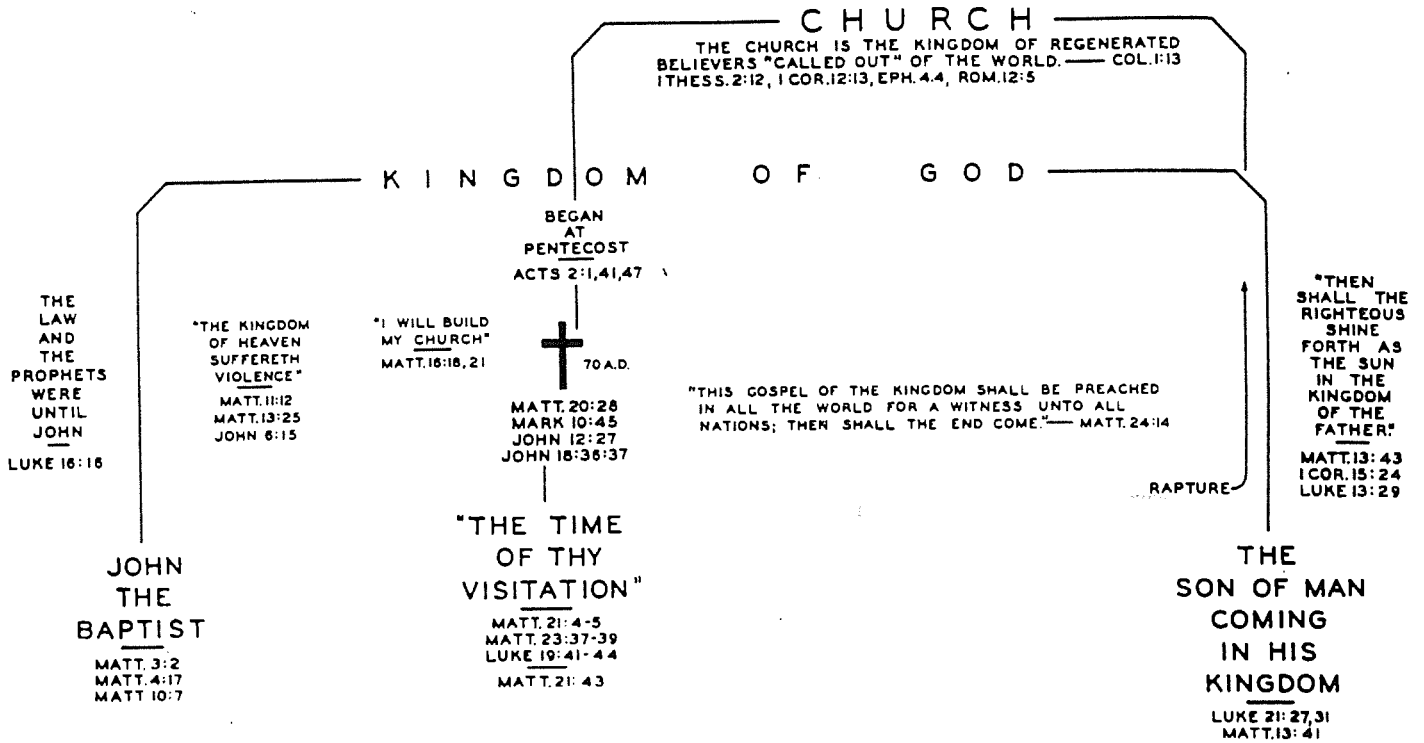 CHURCH
THE CHURCH IS THE KINGDOM OF REGENERATED
BELIEVERS "CALLED OUT" OF THE WORLD. — COL.1:13
I THESS. 2:12, I COR. 12:13, EPH. 4.4, ROM. 12:5
KINGDOM OF GOD
BEGAN
AT
PENTECOST
ACTS 2:1,41,47
THE
LAW
AND
THE
PROPHETS
WERE
UNTIL
JOHN
LUKE 16:16
"THE KINGDOM
OF HEAVEN
SUFFERETH
VIOLENCE"
MATT. 11:12
MATT. 13:25
JOHN 6:15
"I WILL BUILD
MY CHURCH"
MATT. 16:18, 21
70 A.D.
MATT. 20:28
MARK 10:45
JOHN 12:27
JOHN 18:36:37
"THIS GOSPEL OF THE KINGDOM SHALL BE PREACHED
IN ALL THE WORLD FOR A WITNESS UNTO ALL
NATIONS; THEN SHALL THE END COME." — MATT. 24:14
RAPTURE
"THEN
SHALL THE
RIGHTEOUS
SHINE
FORTH AS
THE SUN
IN THE
KINGDOM
OF THE
FATHER."
MATT. 13:43
I COR. 15:24
LUKE 13:29
JOHN
THE
BAPTIST
MATT. 3:2
MATT. 4:17
MATT 10:7
"THE TIME
OF THY
VISITATION"
MATT. 21:4-5
MATT. 23:37-39
LUKE 19:41-44
MATT. 21:43
THE
SON OF MAN
COMING
IN HIS
KINGDOM
LUKE 21:27,31
MATT. 13:41